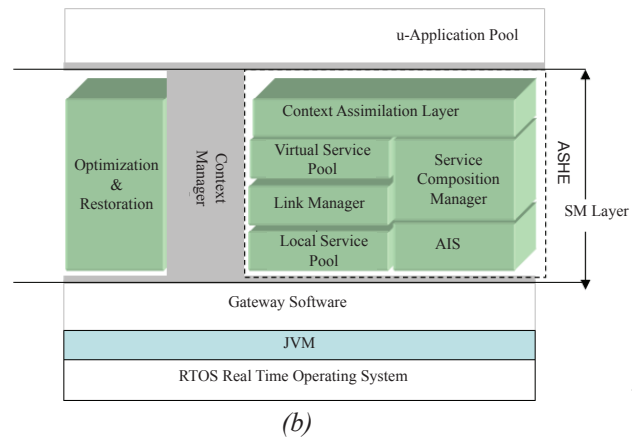 u-Application Pool
Context Assimilation Layer
Optimization
&
Restoration
Context
Manager
Virtual Service
Pool
Link Manager
Local Service
Pool
Service
Composition
Manager
AIS
ASHE
SM Layer
Gateway Software
JVM
RTOS Real Time Operating System
(b)